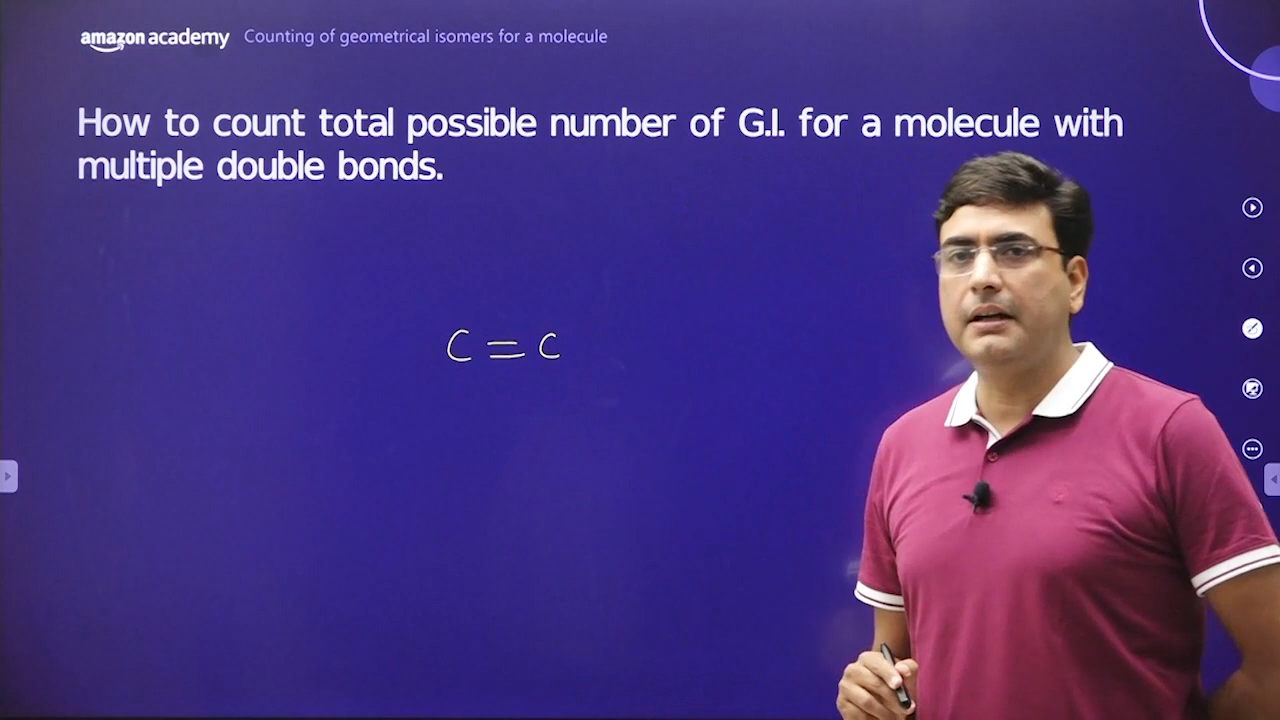 amazon academy Counting of geometrical isomers for a molecule
How to count total possible number of G.I. for a molecule with
multiple double bonds.
C = C